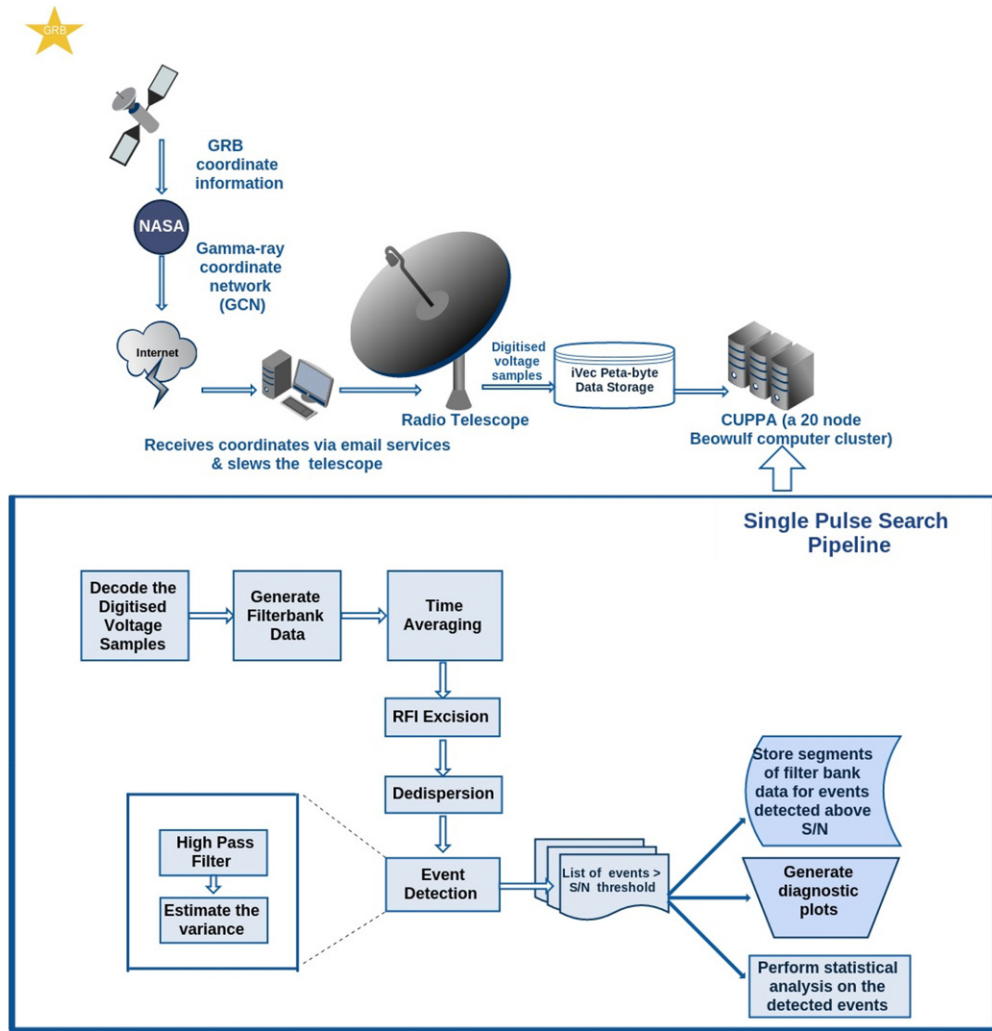 GRB
GRB
coordinate
information
NASA
Gamma-ray
coordinate
network
(GCN)
Internet
Receives coordinates via email services
& slews the telescope
Radio Telescope
Digitised
voltage
samples
iVec Peta-byte
Data Storage
CUPPA (a 20 node
Beowulf computer cluster)
Single Pulse Search
Pipeline
Decode the
Digitised
Voltage
Samples
Generate
Filterbank
Data
Time
Averaging
RFI Excision
Dedispersion
Event
Detection
High Pass
Filter
Estimate the
variance
List of events >
S/N threshold
Store segments
of filter bank
data for events
detected above
S/N
Generate
diagnostic
plots
Perform statistical
analysis on the
detected events